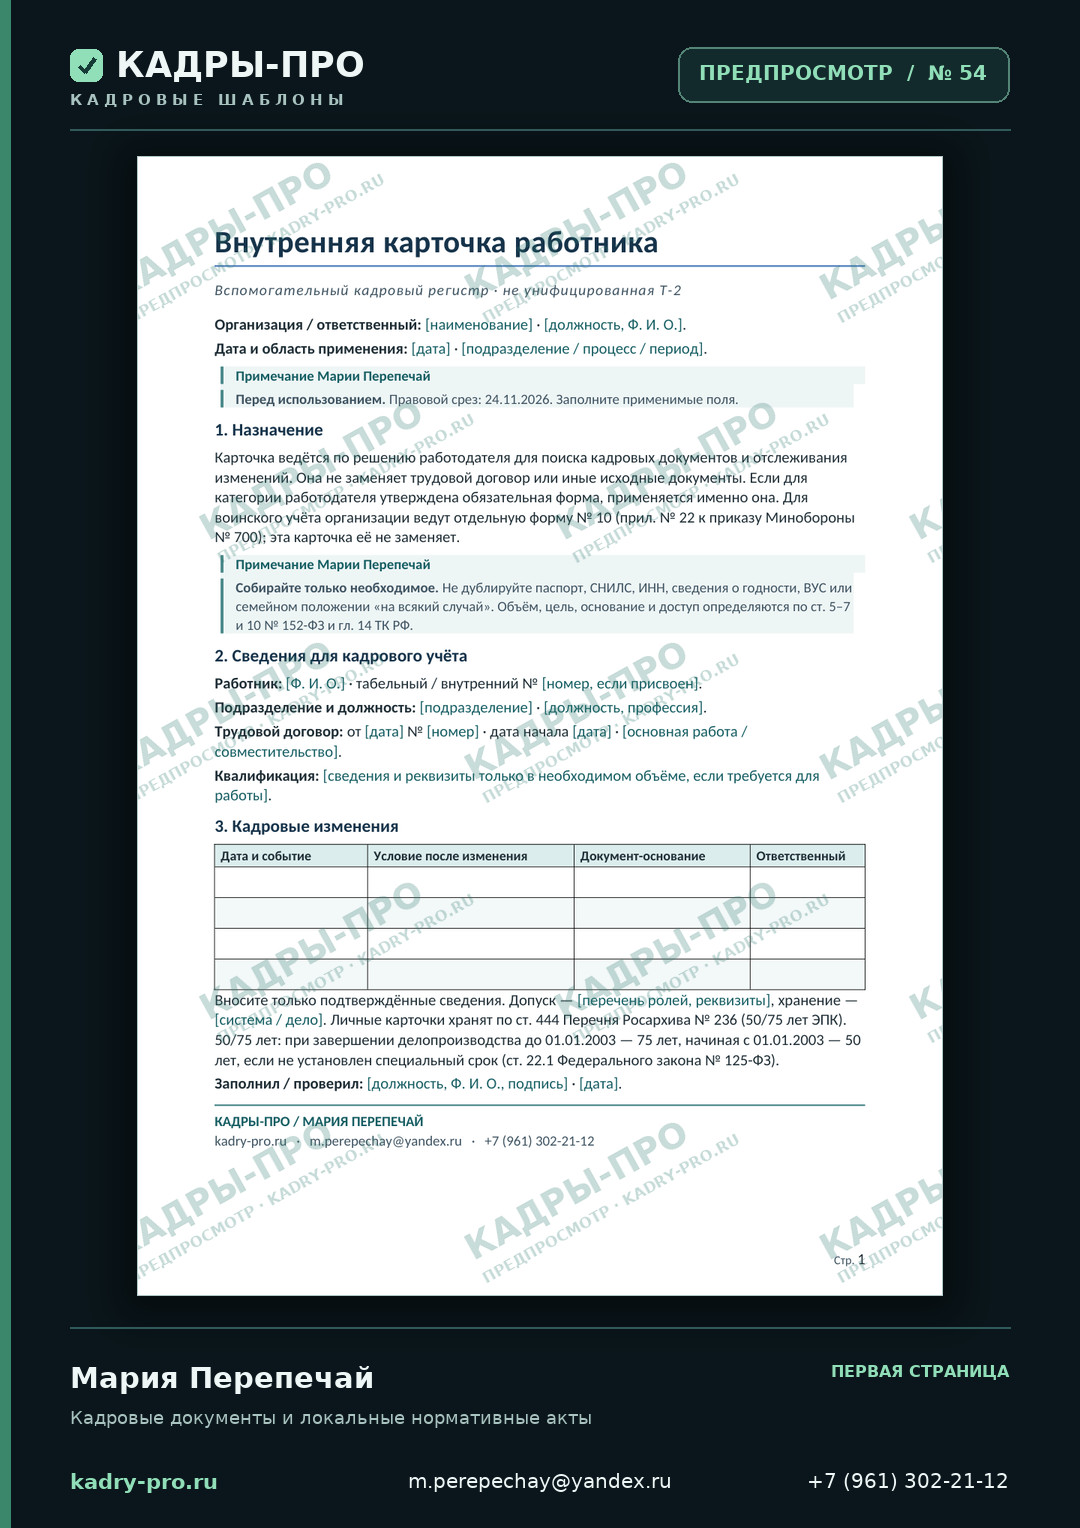 КАДРЫ-ПРО
КАДРОВЫЕ ШАБЛОНЫ
ПРЕДПРОСМОТР / № 54
Внутренняя карточка работника
Вспомогательный кадровый регистр · не унифицированная Т-2
Организация / ответственный: [наименование] · [должность, Ф. И. О.].
Дата и область применения: [дата] · [подразделение / процесс / период].
Примечание Марии Перепечай
Перед использованием. Правовой срез: 24.11.2026. Заполните применимые поля.
1. Назначение
Карточка ведётся по решению работодателя для поиска кадровых документов и отслеживания
изменений. Она не заменяет трудовой договор или иные исходные документы. Если для
категории работодателя утверждена обязательная форма, применяется именно она. Для
воинского учёта организации ведут отдельную форму № 10 (прил. № 22 к приказу Минобороны
№ 700); эта карточка её не заменяет.
Примечание Марии Перепечай
Собирайте только необходимое. Не дублируйте паспорт, СНИЛС, ИНН, сведения о годности, ВУС или
семейном положении «на всякий случай». Объём, цель, основание и доступ определяются по ст. 5–7
и 10 № 152-ФЗ и гл. 14 ТК РФ.
2. Сведения для кадрового учёта
Работник: [Ф. И. О.] · табельный / внутренний № [номер, если присвоен].
Подразделение и должность: [подразделение] · [должность, профессия].
Трудовой договор: от [дата] № [номер] · дата начала [дата] · [основная работа /
совместительство].
Квалификация: [сведения и реквизиты только в необходимом объёме, если требуется для
работы].
3. Кадровые изменения
Дата и событие Условие после изменения Документ-основание Ответственный
Вносите только подтверждённые сведения. Допуск — [перечень ролей, реквизиты], хранение —
[система / дело]. Личные карточки хранят по ст. 444 Перечня Росархива № 236 (50/75 лет ЭПК).
50/75 лет: при завершении делопроизводства до 01.01.2003 — 75 лет, начиная с 01.01.2003 — 50
лет, если не установлен специальный срок (ст. 22.1 Федерального закона № 125-ФЗ).
Заполнил / проверил: [должность, Ф. И. О., подпись] · [дата].
КАДРЫ-ПРО / МАРИЯ ПЕРЕПЕЧАЙ
kadry-pro.ru · m.perepechay@yandex.ru · +7 (961) 302-21-12
Стр. 1
КАДРЫ-ПРО
ПРЕДПРОСМОТР · KADRY-PRO.RU
Мария Перепечай
ПЕРВАЯ СТРАНИЦА
Кадровые документы и локальные нормативные акты
kadry-pro.ru
m.perepechay@yandex.ru
+7 (961) 302-21-12